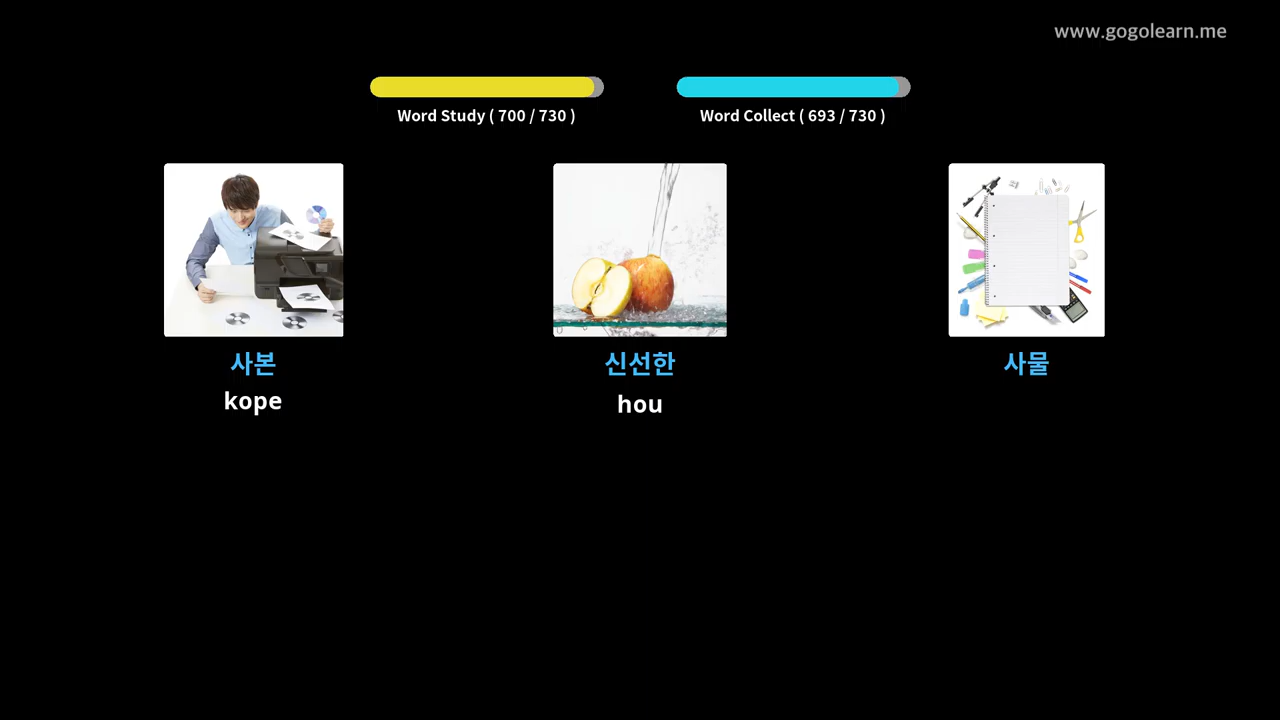 www.gogolearn.me
Word Study ( 700 / 730 )
Word Collect ( 693 / 730 )
사본
신선한
사물
kope
hou